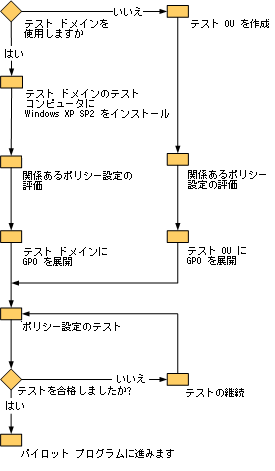 テスト ドメインを
使用しますか
いいえ
テスト OU を作成
はい
テスト ドメインのテスト
コンピュータに
Windows XP SP2 をインストール
関係あるポリシー設定の
評価
関係あるポリシー
設定の評価
テスト ドメインに
GPO を展開
テスト OU に
GPO を展開
ポリシー設定のテスト
いいえ
テストを合格しましたか?
テストの継続
はい
パイロット プログラムに進みます